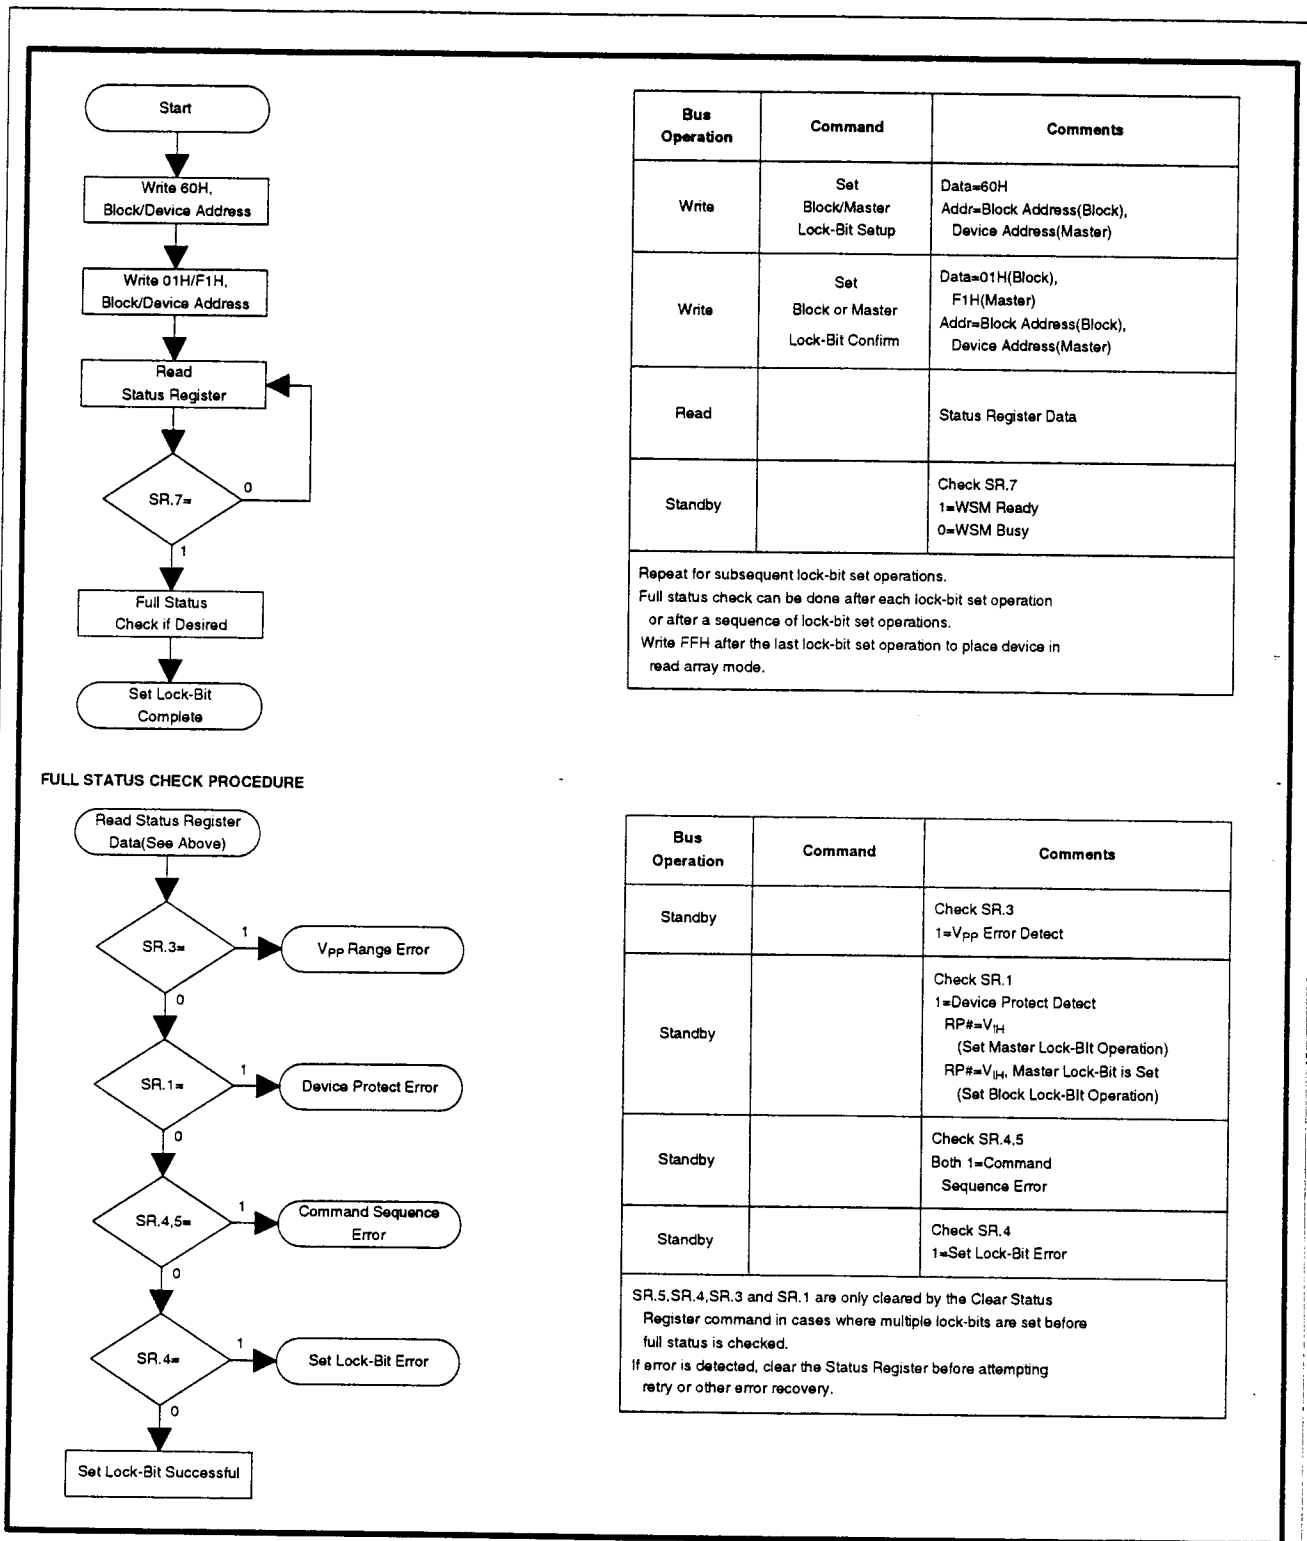 Start
Write 60H,
Block/Device Address
Write 01H/F1H,
Block/Device Address
Read
Status Register
SR.7=
0
1
Full Status
Check if Desired
Set Lock-Bit
Complete
Bus
Operation
Command
Comments
Write
Set
Block/Master
Lock-Bit Setup
Data=60H
Addr=Block Address(Block),
Device Address(Master)
Write
Set
Block or Master
Lock-Bit Confirm
Data=01H(Block),
F1H(Master)
Addr=Block Address(Block),
Device Address(Master)
Read
Status Register Data
Standby
Check SR.7
1=WSM Ready
0=WSM Busy
Repeat for subsequent lock-bit set operations.
Full status check can be done after each lock-bit set operation
or after a sequence of lock-bit set operations.
Write FFH after the last lock-bit set operation to place device in
read array mode.
FULL STATUS CHECK PROCEDURE
Read Status Register
Data(See Above)
SR.3=
1
VPP Range Error
0
SR.1=
1
Device Protect Error
0
SR.4,5=
1
Command Sequence
Error
0
SR.4=
1
Set Lock-Bit Error
0
Set Lock-Bit Successful
Bus
Operation
Command
Comments
Standby
Check SR.3
1=VPP Error Detect
Standby
Check SR.1
1=Device Protect Detect
RP#=VIH
(Set Master Lock-Bit Operation)
RP#=VIH, Master Lock-Bit is Set
(Set Block Lock-Bit Operation)
Standby
Check SR.4,5
Both 1=Command
Sequence Error
Standby
Check SR.4
1=Set Lock-Bit Error
SR.5,SR.4,SR.3 and SR.1 are only cleared by the Clear Status
Register command in cases where multiple lock-bits are set before
full status is checked.
If error is detected, clear the Status Register before attempting
retry or other error recovery.